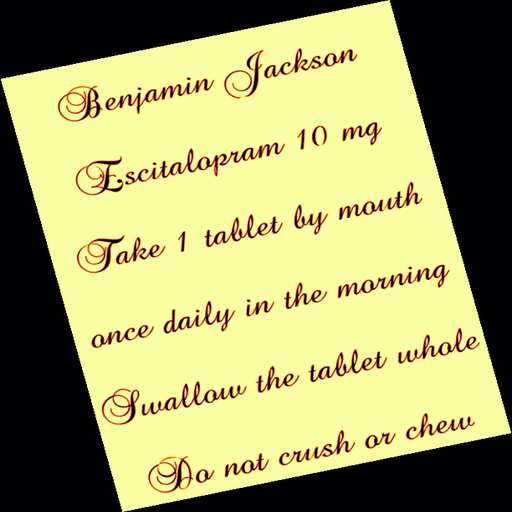 Benjamin Jackson
Escitalopram 10 mg
Take 1 tablet by mouth
once daily in the morning
Swallow the tablet whole
Do not crush or chew